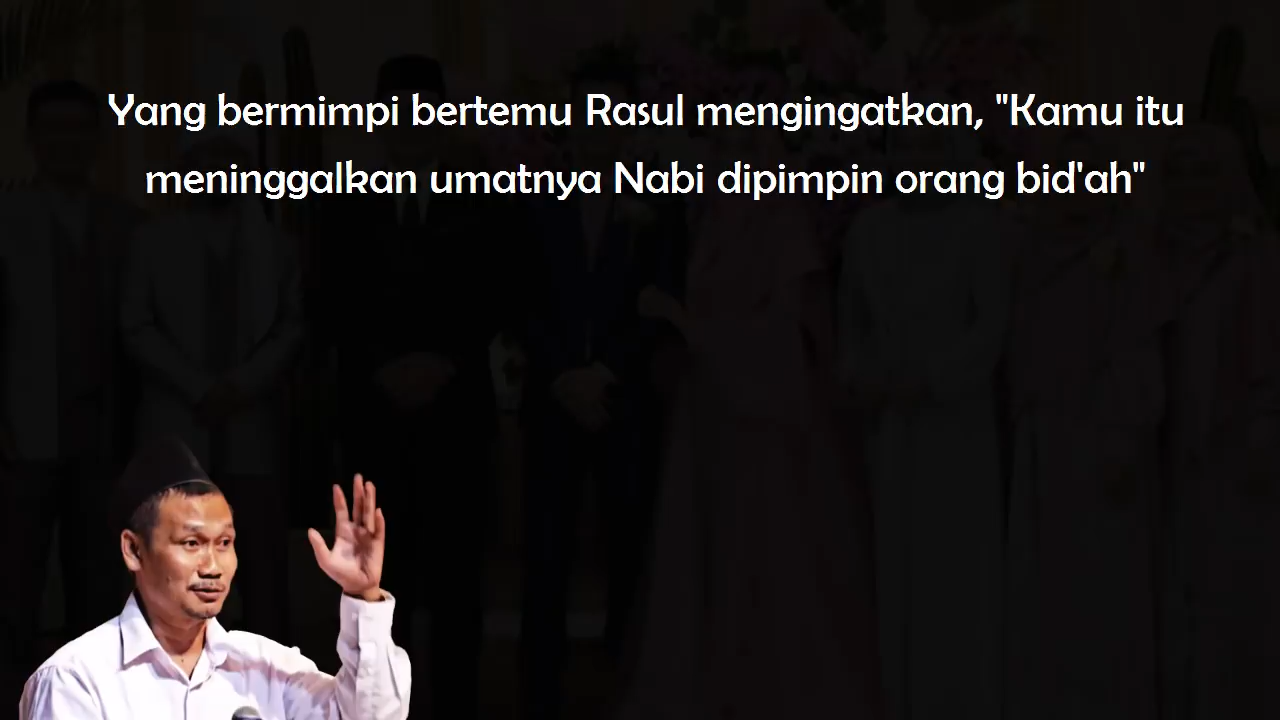 Yang bermimpi bertemu Rasul mengingatkan, "Kamu itu
meninggalkan umatnya Nabi dipimpin orang bid'ah"